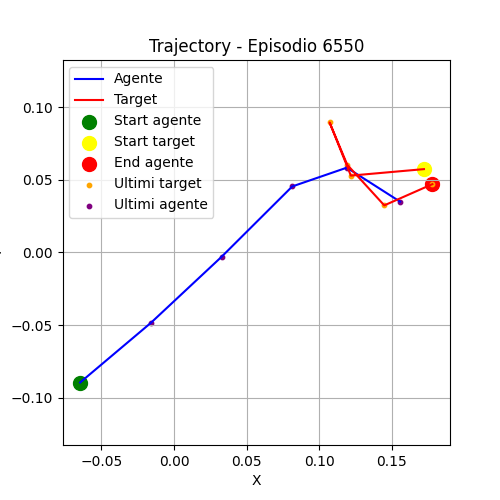 Trajectory - Episodio 6550
Agente
Target
Start agente
Start target
End agente
Ultimi target
Ultimi agente
0.10
0.05
0.00
−0.05
−0.10
−0.05
0.00
0.05
0.10
0.15
X